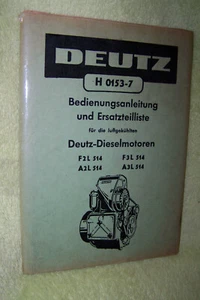 DEUTZ
H 0153-7
Bedienungsanleitung
und Ersatzteilliste
für die luftgekühlten
Deutz-Dieselmotoren
F2L 514 F3L 514
A2L 514 A3L 514